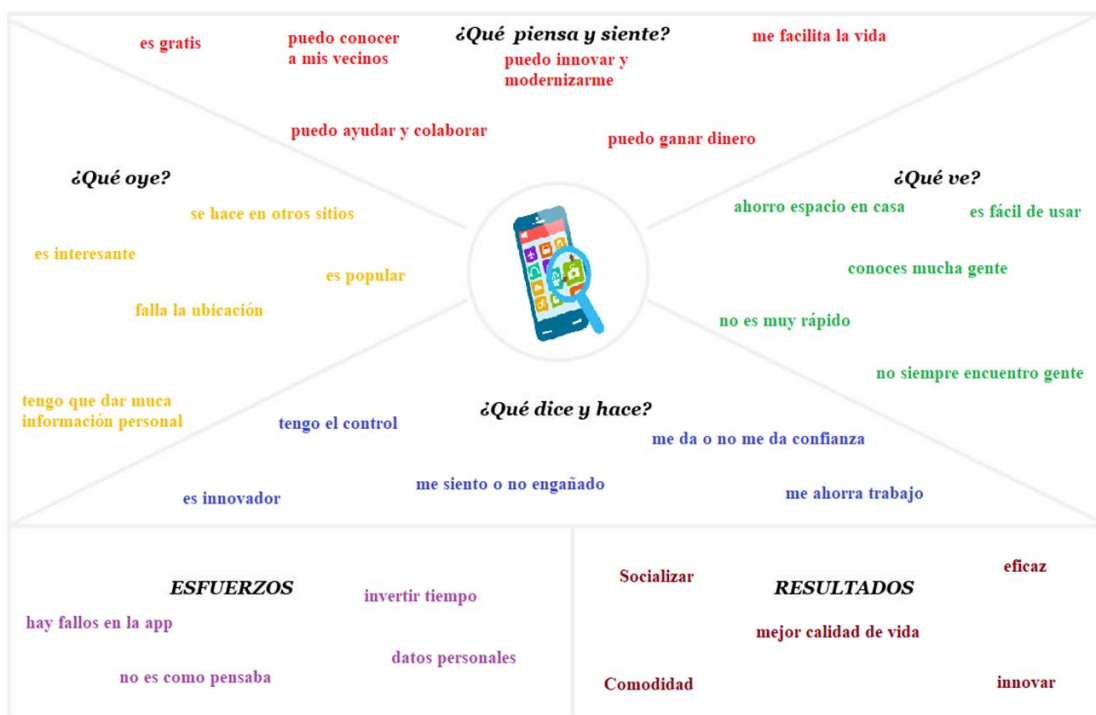 ¿Qué piensa y siente?
es gratis
puedo conocer
a mis vecinos
puedo innovar y
modernizarme
me facilita la vida
puedo ayudar y colaborar
puedo ganar dinero
¿Qué oye?
se hace en otros sitios
es interesante
es popular
falla la ubicación
tengo que dar muca
información personal
¿Qué ve?
ahorro espacio en casa
es fácil de usar
conoces mucha gente
no es muy rápido
no siempre encuentro gente
¿Qué dice y hace?
tengo el control
me da o no me da confianza
es innovador
me siento o no engañado
me ahorra trabajo
ESFUERZOS
invertir tiempo
hay fallos en la app
datos personales
no es como pensaba
RESULTADOS
Socializar
eficaz
mejor calidad de vida
Comodidad
innovar